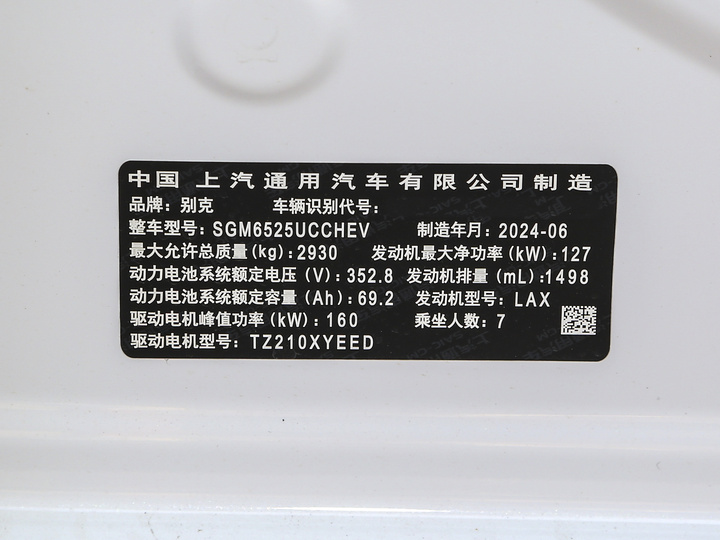 中国 上汽通用汽车有限公司制造
品牌：别克 车辆识别代号：
整车型号：SGM6525UCCHEV 制造年月：2024-06
最大允许总质量(kg)：2930 发动机最大净功率(kW)：127
动力电池系统额定电压(V)：352.8 发动机排量(mL)：1498
动力电池系统额定容量(Ah)：69.2 发动机型号：LAX
驱动电机峰值功率(kW)：160 乘坐人数：7
驱动电机型号：TZ210XYEED